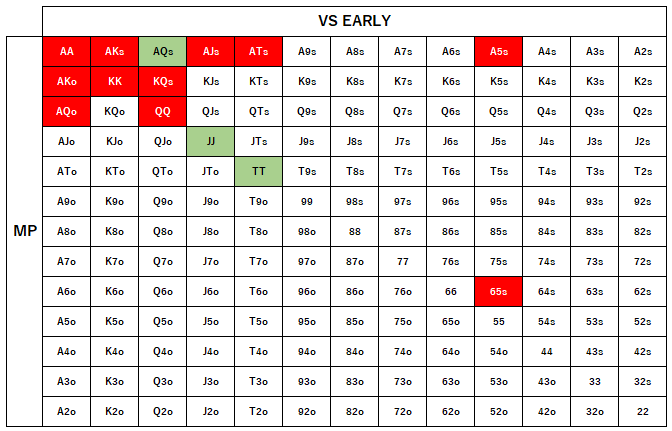 VS EARLY
AA AKs AQs AJs ATs A9s A8s A7s A6s A5s A4s A3s A2s
AKo KK KQs KJs KTs K9s K8s K7s K6s K5s K4s K3s K2s
AQo KQo QQ QJs QTs Q9s Q8s Q7s Q6s Q5s Q4s Q3s Q2s
AJo KJo QJo JJ JTs J9s J8s J7s J6s J5s J4s J3s J2s
ATo KTo QTo JTo TT T9s T8s T7s T6s T5s T4s T3s T2s
A9o K9o Q9o J9o T9o 99 98s 97s 96s 95s 94s 93s 92s
MP A8o K8o Q8o J8o T8o 98o 88 87s 86s 85s 84s 83s 82s
A7o K7o Q7o J7o T7o 97o 87o 77 76s 75s 74s 73s 72s
A6o K6o Q6o J6o T6o 96o 86o 76o 66 65s 64s 63s 62s
A5o K5o Q5o J5o T5o 95o 85o 75o 65o 55 54s 53s 52s
A4o K4o Q4o J4o T4o 94o 84o 74o 64o 54o 44 43s 42s
A3o K3o Q3o J3o T3o 93o 83o 73o 63o 53o 43o 33 32s
A2o K2o Q2o J2o T2o 92o 82o 72o 62o 52o 42o 32o 22